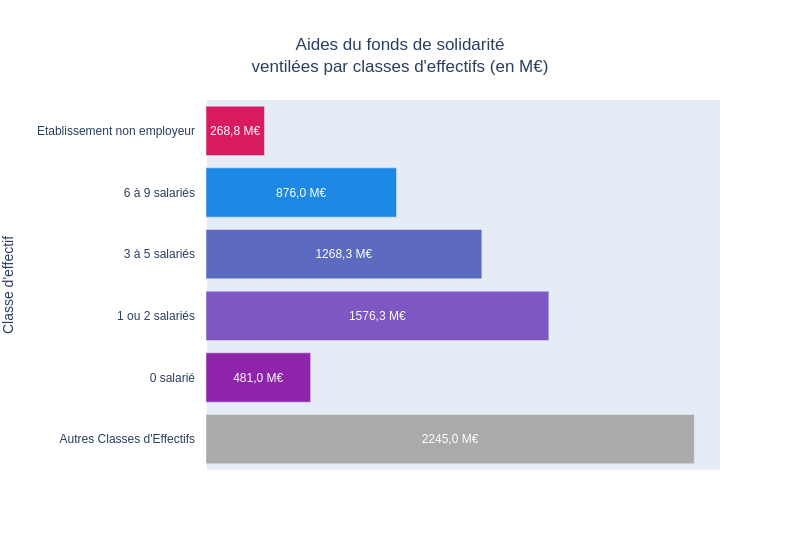 Aides du fonds de solidarité
ventilées par classes d'effectifs (en M€)
Classe d'effectif
Etablissement non employeur
268,8 M€
6 à 9 salariés
876,0 M€
3 à 5 salariés
1268,3 M€
1 ou 2 salariés
1576,3 M€
0 salarié
481,0 M€
Autres Classes d'Effectifs
2245,0 M€